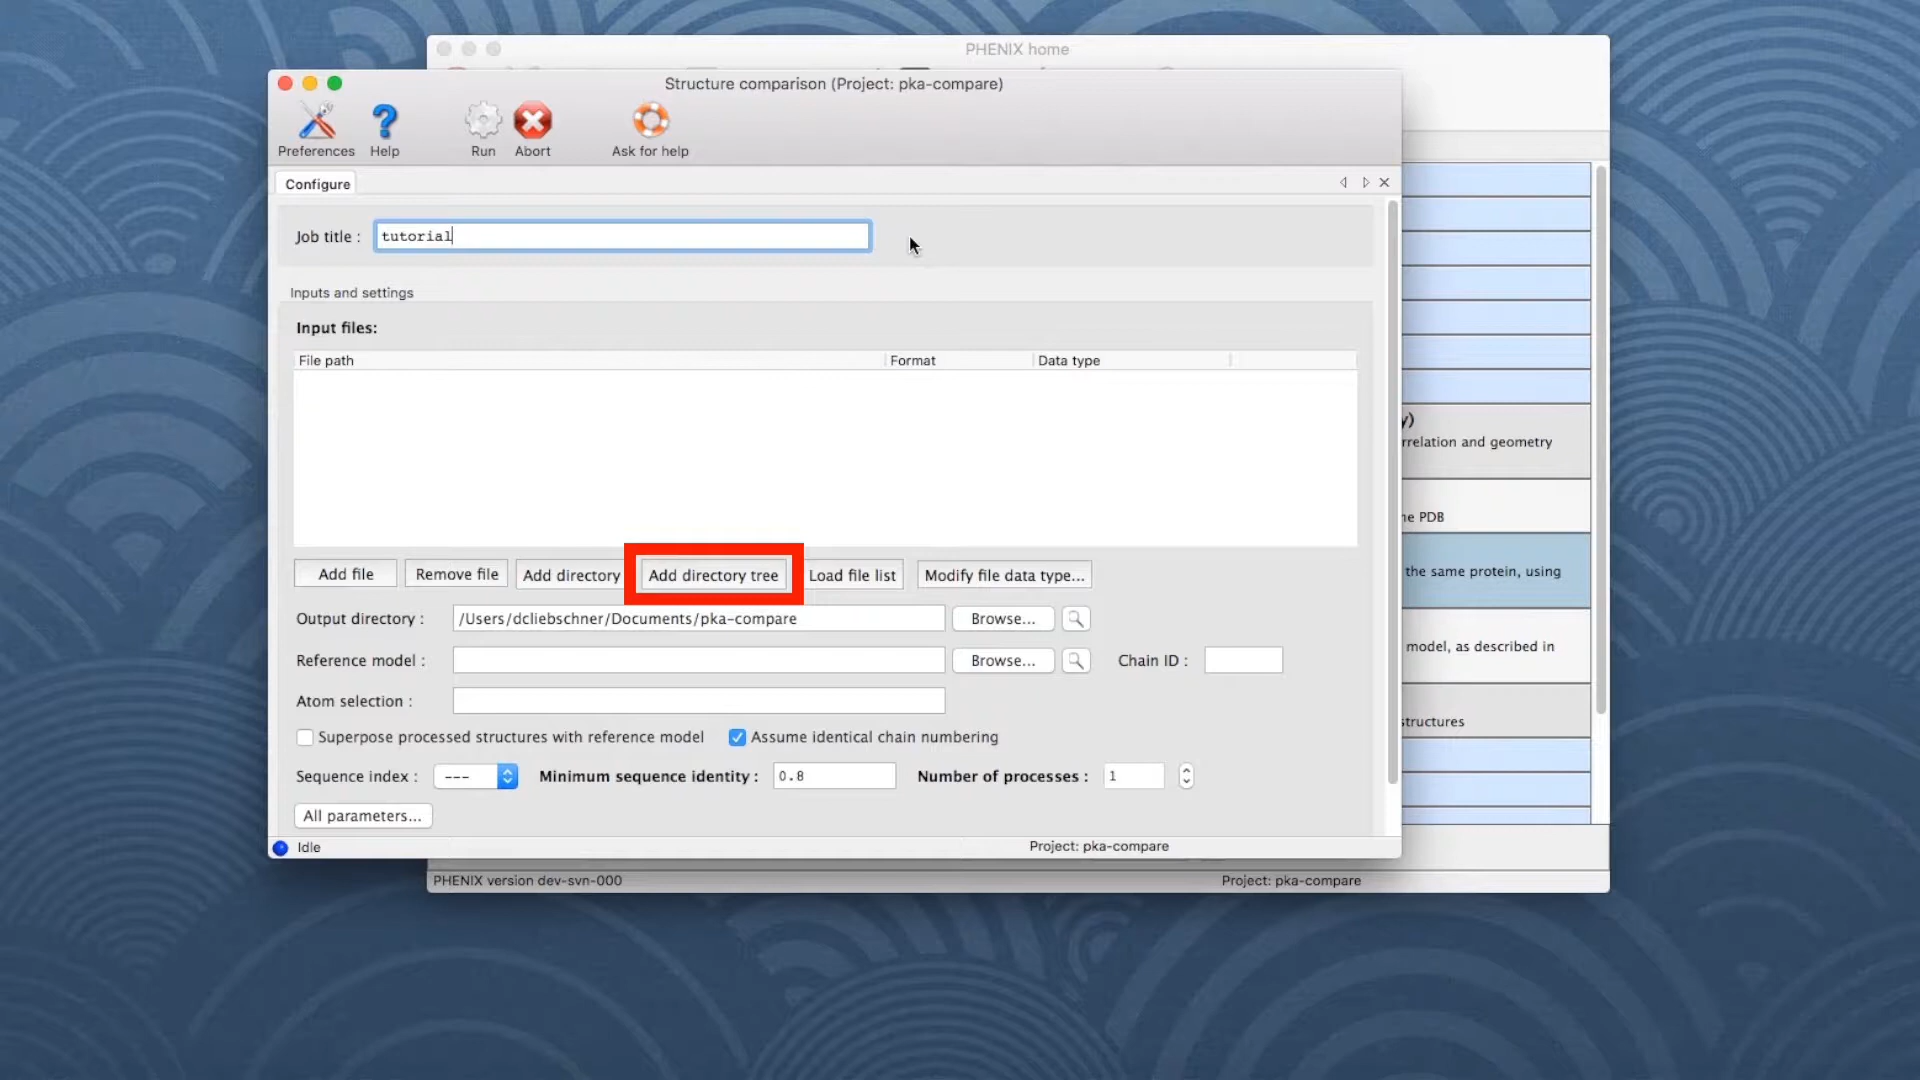 PHENIX home
Structure comparison (Project: pka-compare)
Preferences Help Run Abort Ask for help
Configure
Job title : tutorial
Inputs and settings
Input files:
File path Format Data type
Add file Remove file Add directory Add directory tree Load file list Modify file data type...
Output directory : /Users/dcliebschner/Documents/pka-compare Browse...
Reference model : Browse... Chain ID :
Atom selection :
Superpose processed structures with reference model Assume identical chain numbering
Sequence index : --- Minimum sequence identity : 0.8 Number of processes : 1
All parameters...
Idle Project: pka-compare
y)
rrelation and geometry
he PDB
the same protein, using
model, as described in
structures
PHENIX version dev-svn-000 Project: pka-compare